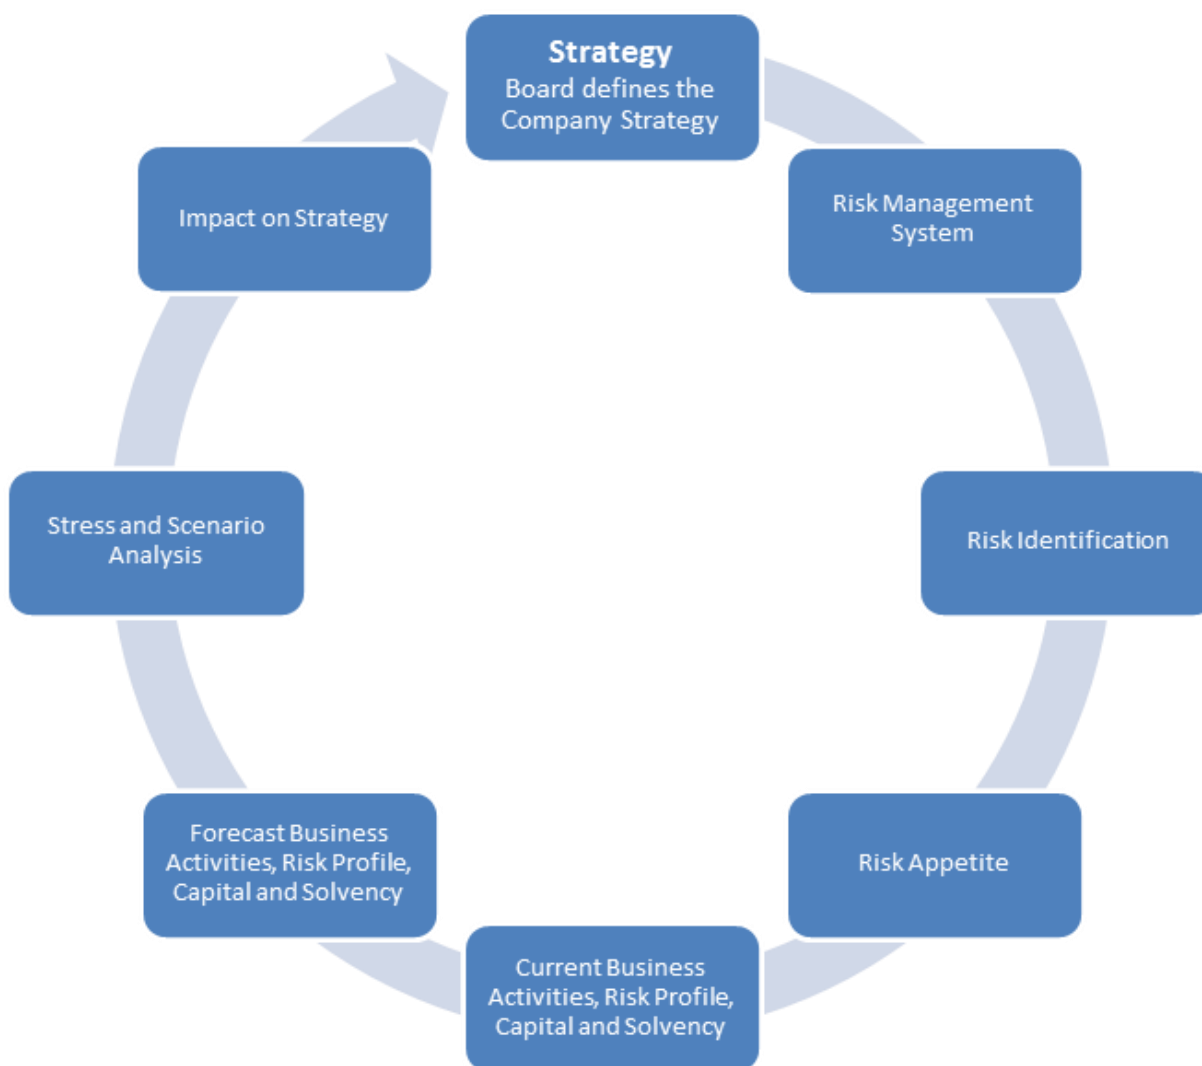 Strategy
Board defines the
Company Strategy
Risk Management
System
Risk Identification
Risk Appetite
Current Business
Activities, Risk Profile,
Capital and Solvency
Forecast Business
Activities, Risk Profile,
Capital and Solvency
Stress and Scenario
Analysis
Impact on Strategy